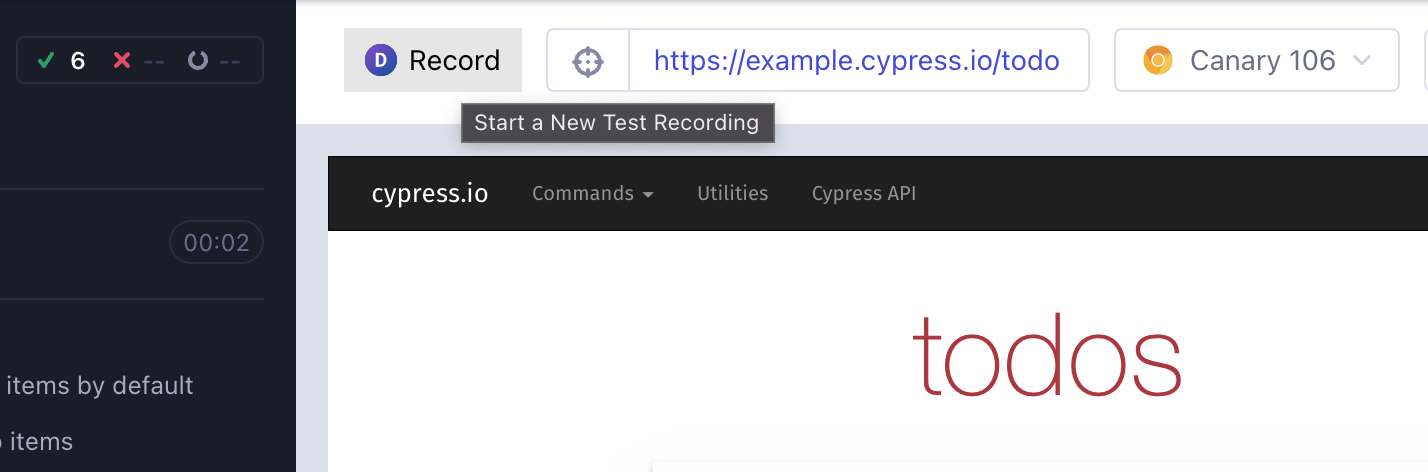 6 -- --
D Record
https://example.cypress.io/todo
Canary 106
Start a New Test Recording
cypress.io Commands Utilities Cypress API
00:02
todos
items by default
items